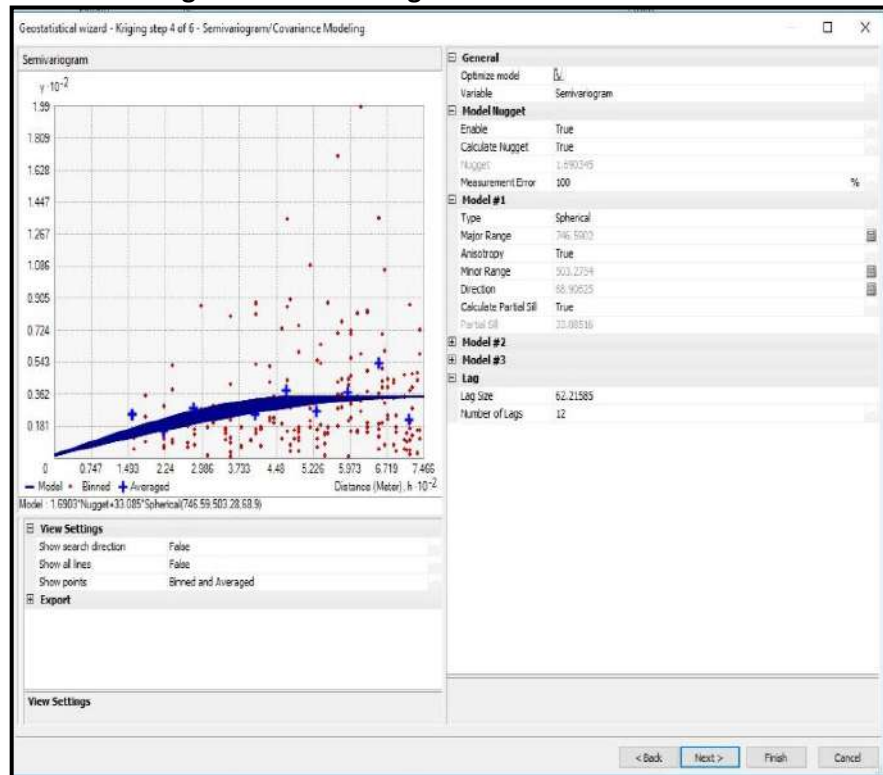 Geostatistical wizard - Kriging step 4 of 6 - Semivariogram/Covariance Modeling
Semivariogram
γ·10⁻²
1.99
1.809
1.628
1.447
1.267
1.086
0.905
0.724
0.543
0.362
0.181
0 0.747 1.493 2.24 2.986 3.733 4.48 5.226 5.973 6.719 7.466
Model Binned Averaged Distance (Meter), h ·10⁻²
Model : 1.6903*Nugget+33.085*Spherical(746.59,503.28,68.9)
View Settings
Show search direction False
Show all lines False
Show points Binned and Averaged
Export
View Settings
General
Optimize model
Variable Semivariogram
Model Nugget
Enable True
Calculate Nugget True
Nugget 1.690345
Measurement Error 100 %
Model #1
Type Spherical
Major Range 746.5902
Anisotropy True
Minor Range 503.2754
Direction 68.90625
Calculate Partial Sill True
Partial Sill 33.08516
Model #2
Model #3
Lag
Lag Size 62.21585
Number of Lags 12
< Back Next > Finish Cancel